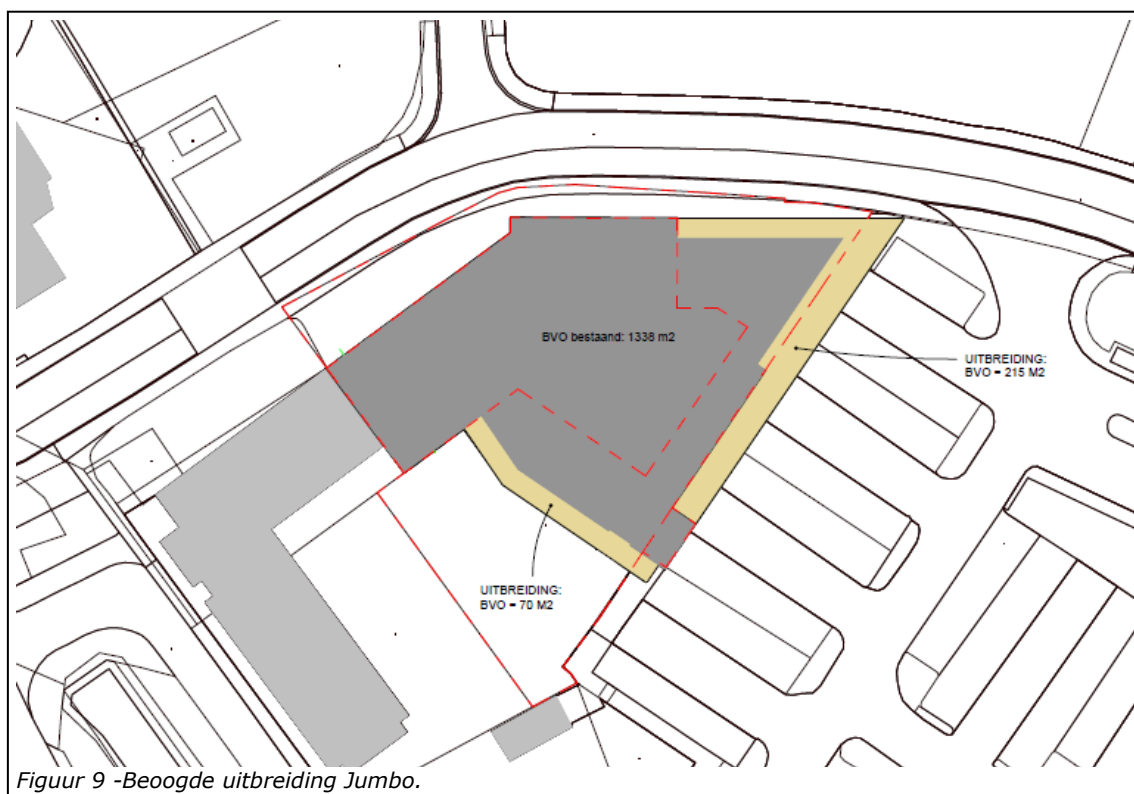 BVO bestaand: 1338 m2
UITBREIDING:
BVO = 215 M2
UITBREIDING:
BVO = 70 M2
Figuur 9 -Beoogde uitbreiding Jumbo.